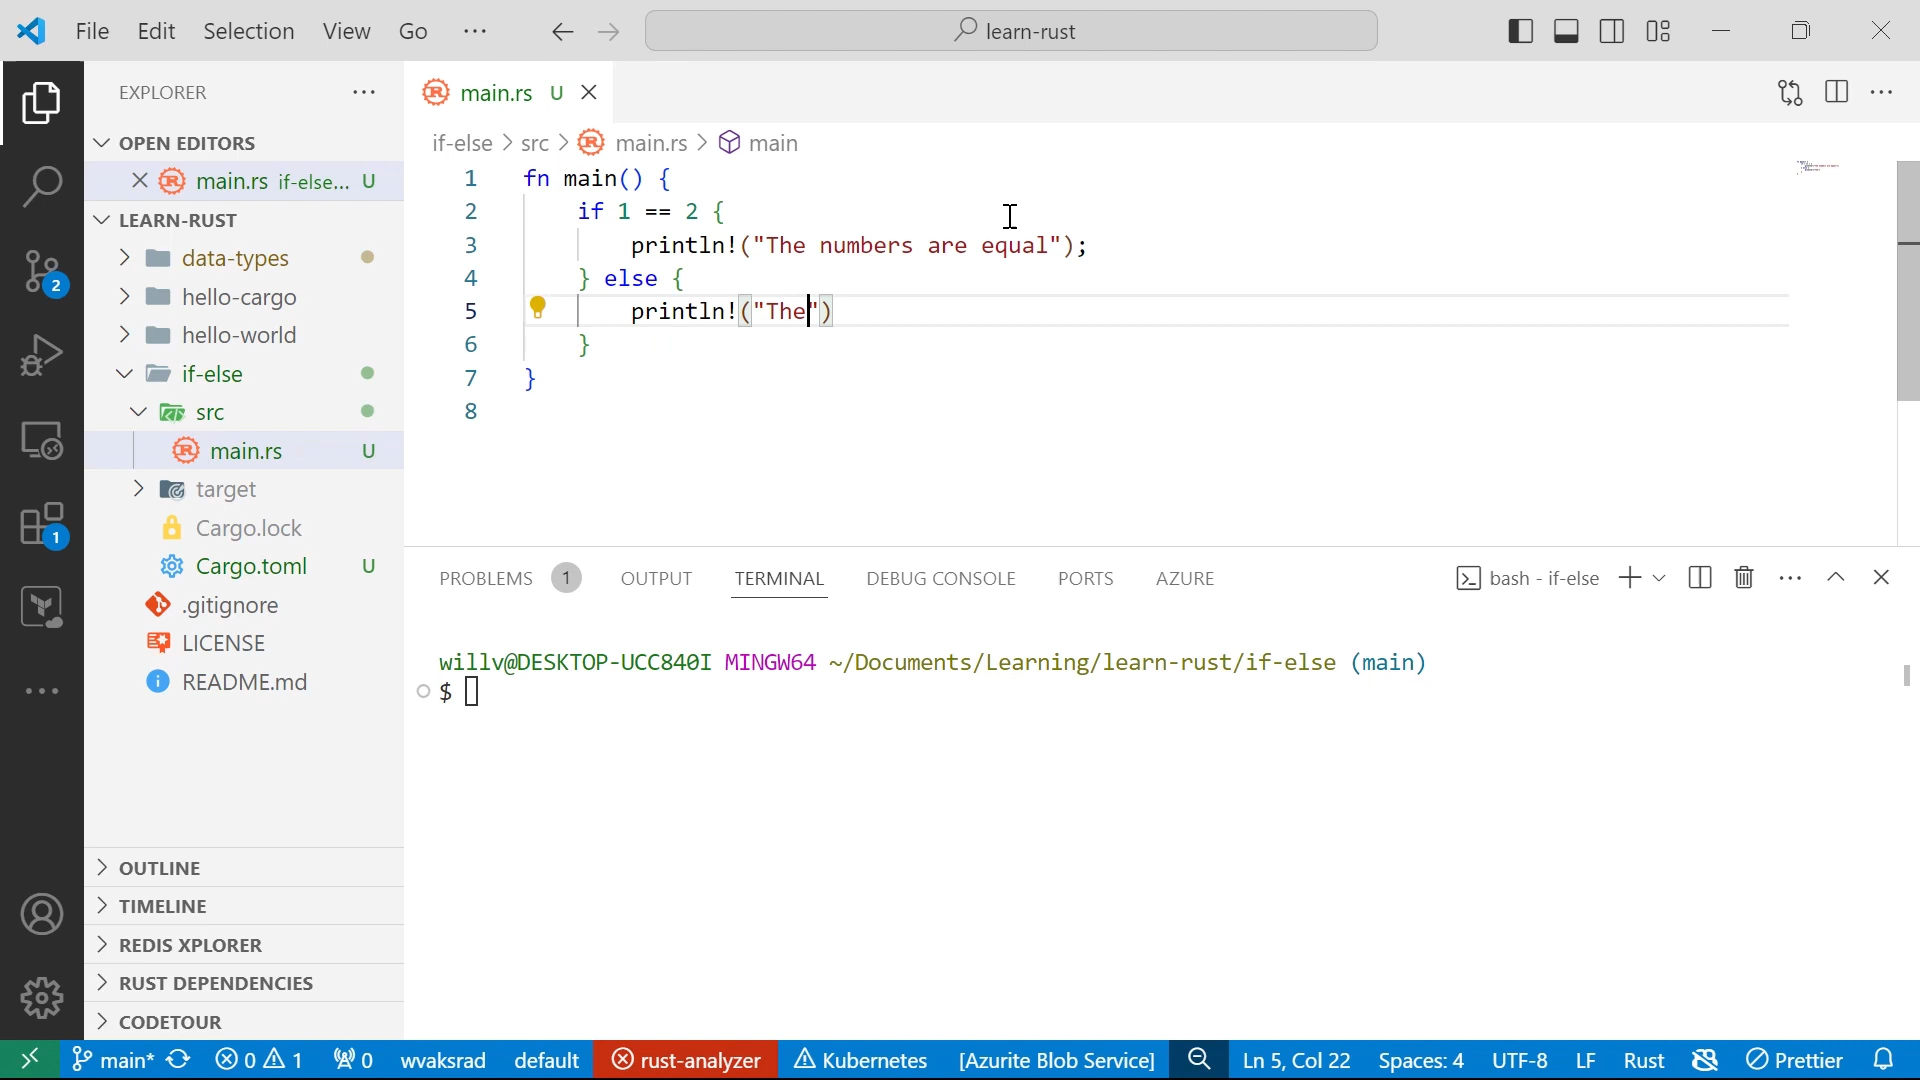 File Edit Selection View Go ··· learn-rust
EXPLORER ···
OPEN EDITORS
main.rs if-else... U
LEARN-RUST
data-types
hello-cargo
hello-world
if-else
src
main.rs U
target
Cargo.lock
Cargo.toml U
.gitignore
LICENSE
README.md
OUTLINE
TIMELINE
REDIS XPLORER
RUST DEPENDENCIES
CODETOUR
2
1
main.rs U
if-else > src > main.rs > main
1 fn main() {
2 if 1 == 2 {
3 println!("The numbers are equal");
4 } else {
5 println!("The")
6 }
7 }
8
PROBLEMS 1 OUTPUT TERMINAL DEBUG CONSOLE PORTS AZURE bash - if-else
willv@DESKTOP-UCC840I MINGW64 ~/Documents/Learning/learn-rust/if-else (main)
$
main* 0 1 0 wvaksrad default rust-analyzer Kubernetes [Azurite Blob Service] Ln 5, Col 22 Spaces: 4 UTF-8 LF Rust Prettier